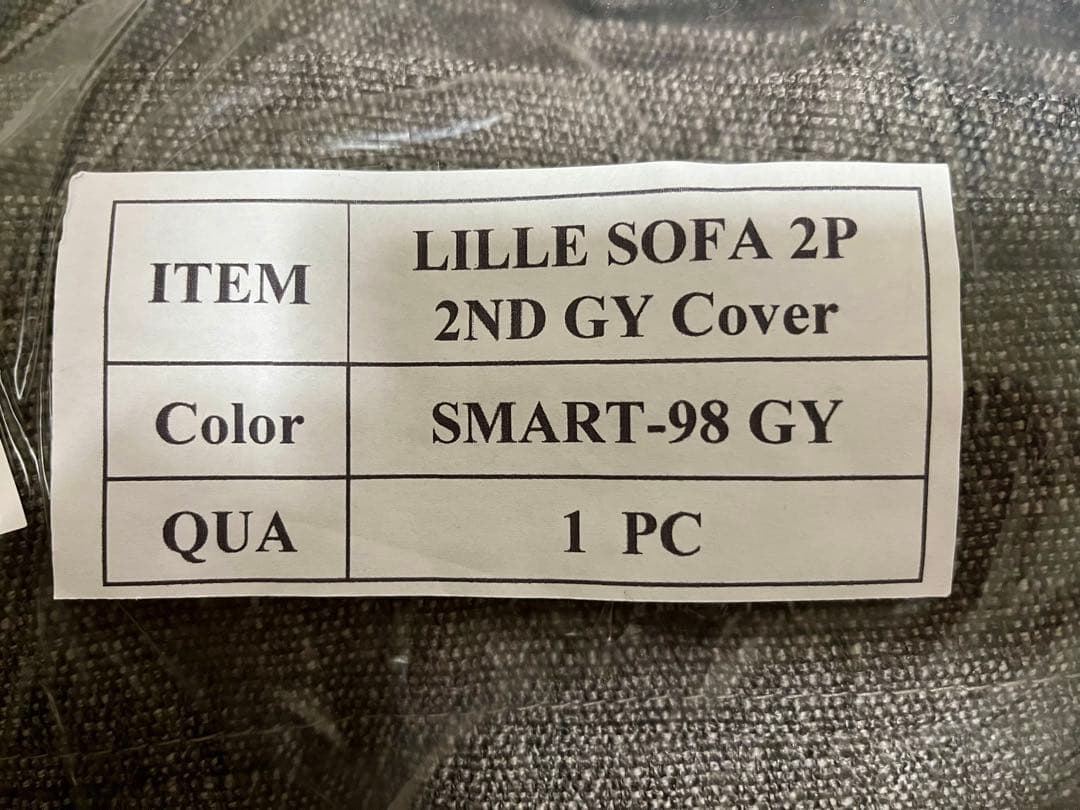 ITEM
LILLE SOFA 2P
2ND GY Cover
Color
SMART-98 GY
QUA
1 PC